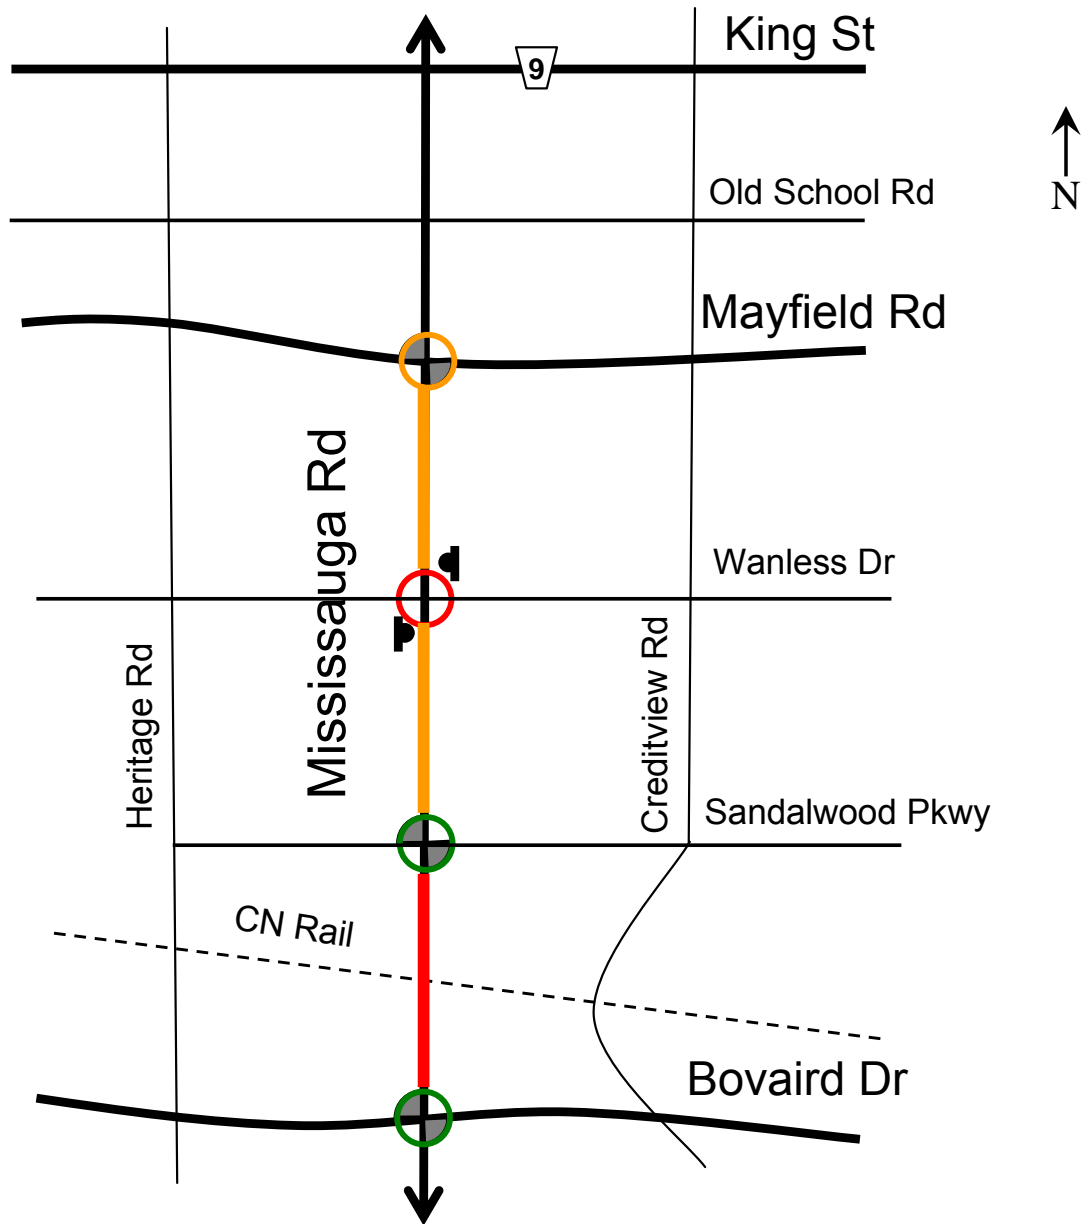 King St
9
Old School Rd
N
Mayfield Rd
Mississauga Rd
Wanless Dr
Heritage Rd
Creditview Rd
Sandalwood Pkwy
CN Rail
Bovaird Dr